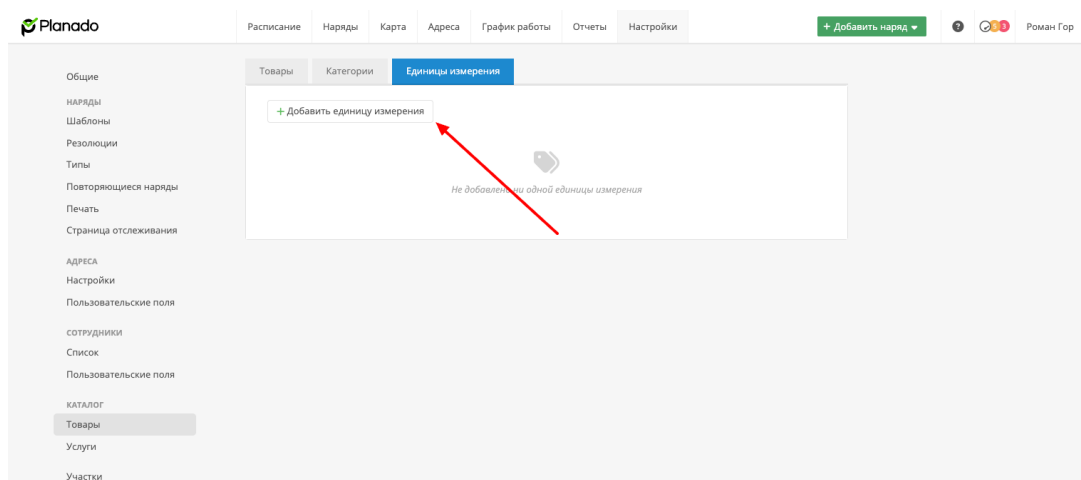 Planado
Расписание Наряды Карта Адреса График работы Отчеты Настройки + Добавить наряд ? 3 Роман Гор
Общие
НАРЯДЫ
Шаблоны
Резолюции
Типы
Повторяющиеся наряды
Печать
Страница отслеживания
АДРЕСА
Настройки
Пользовательские поля
СОТРУДНИКИ
Список
Пользовательские поля
КАТАЛОГ
Товары
Услуги
Участки
Товары Категории Единицы измерения
+ Добавить единицу измерения
Не добавлено ни одной единицы измерения